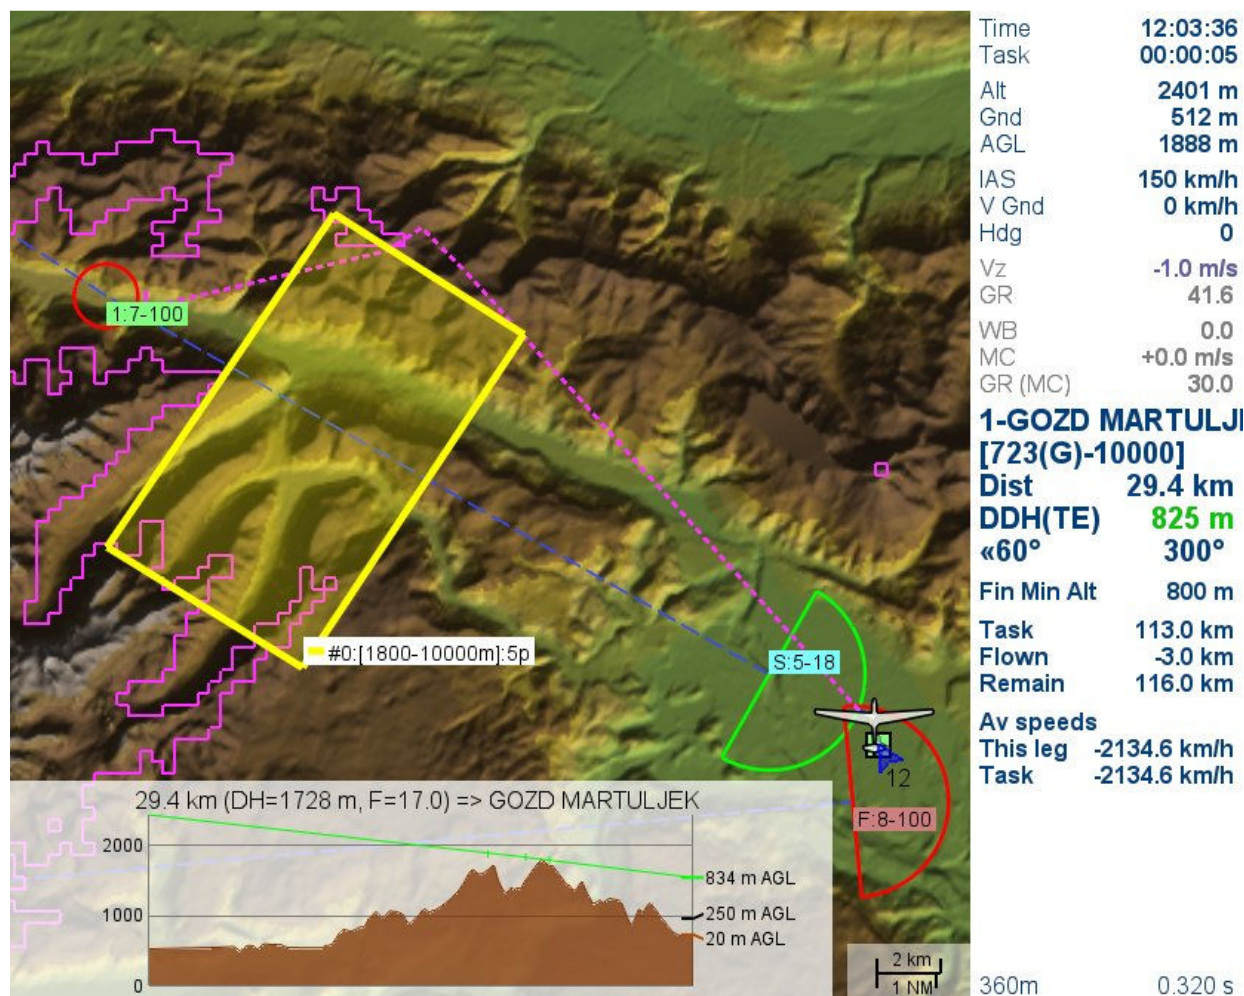 Time 12:03:36
Task 00:00:05
Alt 2401 m
Gnd 512 m
AGL 1888 m
IAS 150 km/h
V Gnd 0 km/h
Hdg 0
Vz -1.0 m/s
GR 41.6
WB 0.0
MC +0.0 m/s
GR (MC) 30.0
1-GOZD MARTULJ
[723(G)-10000]
Dist 29.4 km
DDH(TE) 825 m
«60° 300°
Fin Min Alt 800 m
Task 113.0 km
Flown -3.0 km
Remain 116.0 km
Av speeds
This leg -2134.6 km/h
Task -2134.6 km/h
360m 0.320 s
1:7-100
#0:[1800-10000m]:5p
S:5-18
12
F:8-100
29.4 km (DH=1728 m, F=17.0) => GOZD MARTULJEK
2000
1000
0
834 m AGL
250 m AGL
20 m AGL
2 km
1 NM